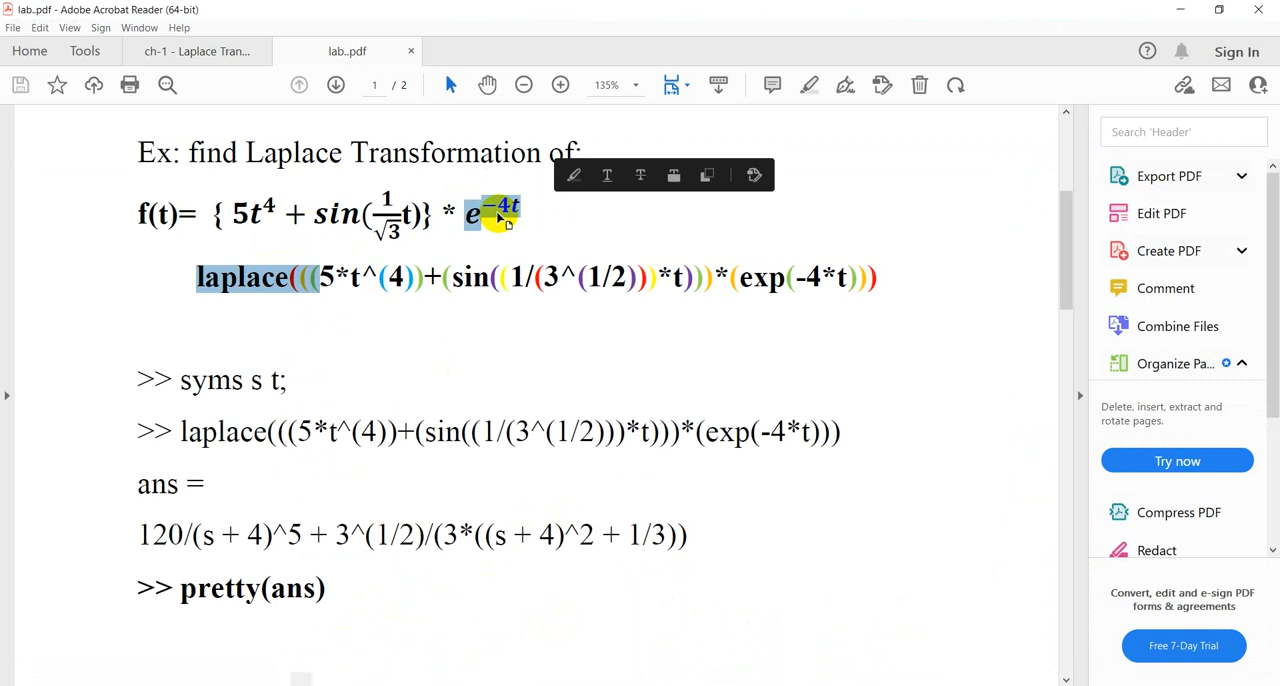 lab..pdf - Adobe Acrobat Reader (64-bit)
File Edit View Sign Window Help
Home Tools ch-1 - Laplace Tran... lab..pdf × Sign In
1 / 2 135%
Ex: find Laplace Transformation of:
f(t)= { 5t⁴ + sin(1/√3 t)} * e^−4t
laplace(((5*t^(4))+(sin((1/(3^(1/2)))*t)))*(exp(-4*t)))
>> syms s t;
>> laplace(((5*t^(4))+(sin((1/(3^(1/2)))*t)))*(exp(-4*t)))
ans =
120/(s + 4)^5 + 3^(1/2)/(3*((s + 4)^2 + 1/3))
>> pretty(ans)
Search 'Header'
Export PDF
Edit PDF
Create PDF
Comment
Combine Files
Organize Pa...
Delete, insert, extract and
rotate pages.
Try now
Compress PDF
Redact
Convert, edit and e-sign PDF
forms & agreements
Free 7-Day Trial